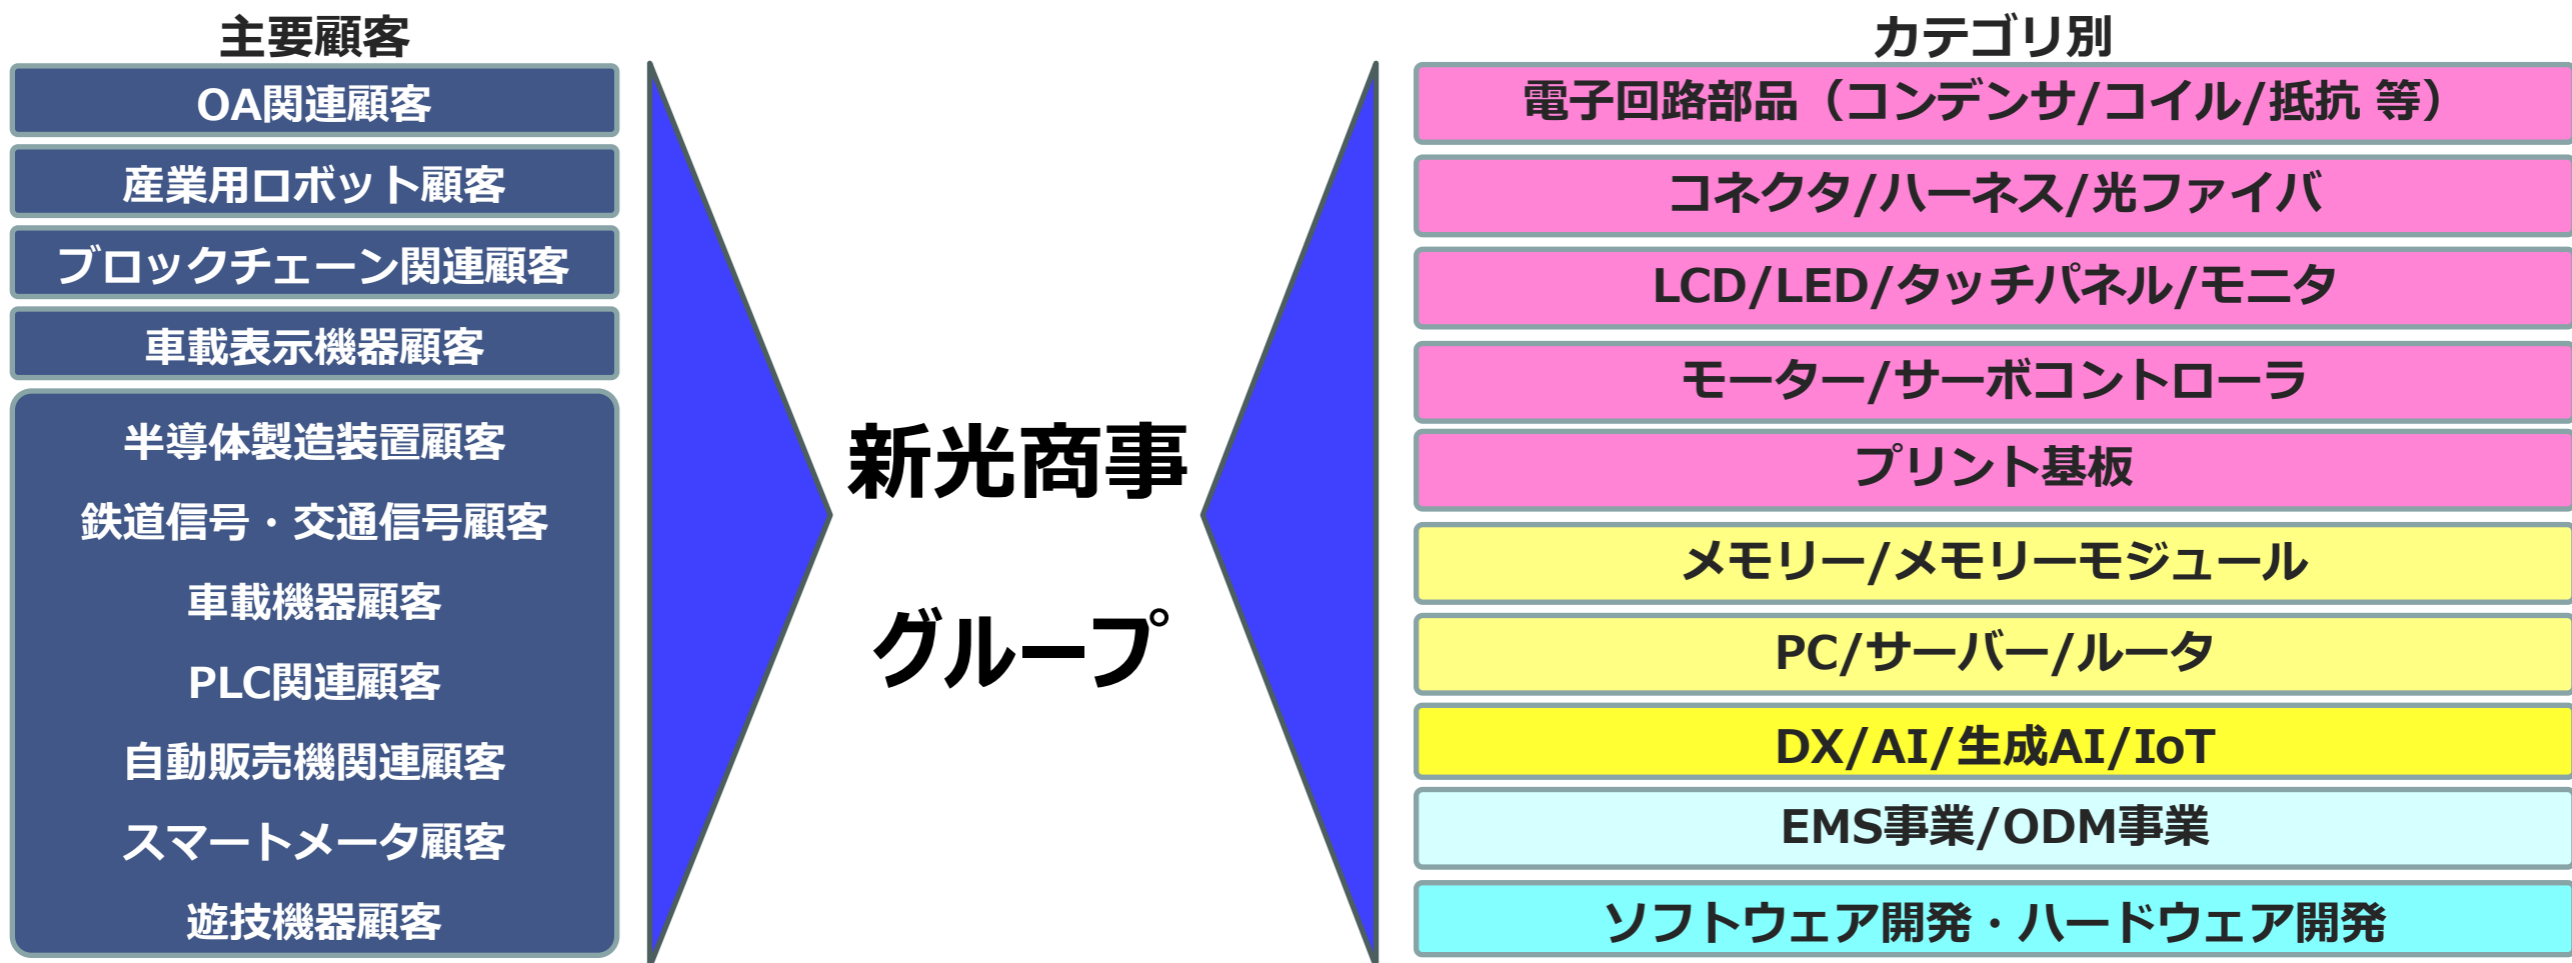 主要顧客
OA関連顧客
産業用ロボット顧客
ブロックチェーン関連顧客
車載表示機器顧客
半導体製造装置顧客
鉄道信号・交通信号顧客
車載機器顧客
PLC関連顧客
自動販売機関連顧客
スマートメータ顧客
遊技機器顧客
新光商事
グループ
カテゴリ別
電子回路部品（コンデンサ/コイル/抵抗 等）
コネクタ/ハーネス/光ファイバ
LCD/LED/タッチパネル/モニタ
モーター/サーボコントローラ
プリント基板
メモリー/メモリーモジュール
PC/サーバー/ルータ
DX/AI/生成AI/IoT
EMS事業/ODM事業
ソフトウェア開発・ハードウェア開発